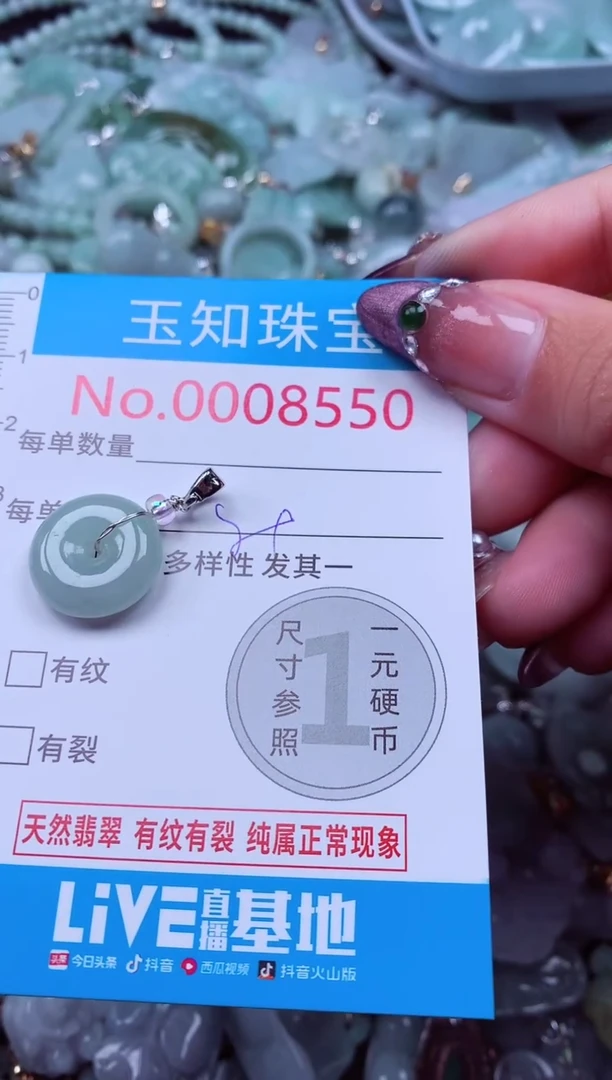 0
玉知珠宝
1
No.0008550
2
每单数量
3
每单
多样性 发其一
尺寸参照
1
一元硬币
有纹
有裂
天然翡翠 有纹有裂 纯属正常现象
LiVE直播基地
头条 今日头条 抖音 西瓜视频 抖音火山版